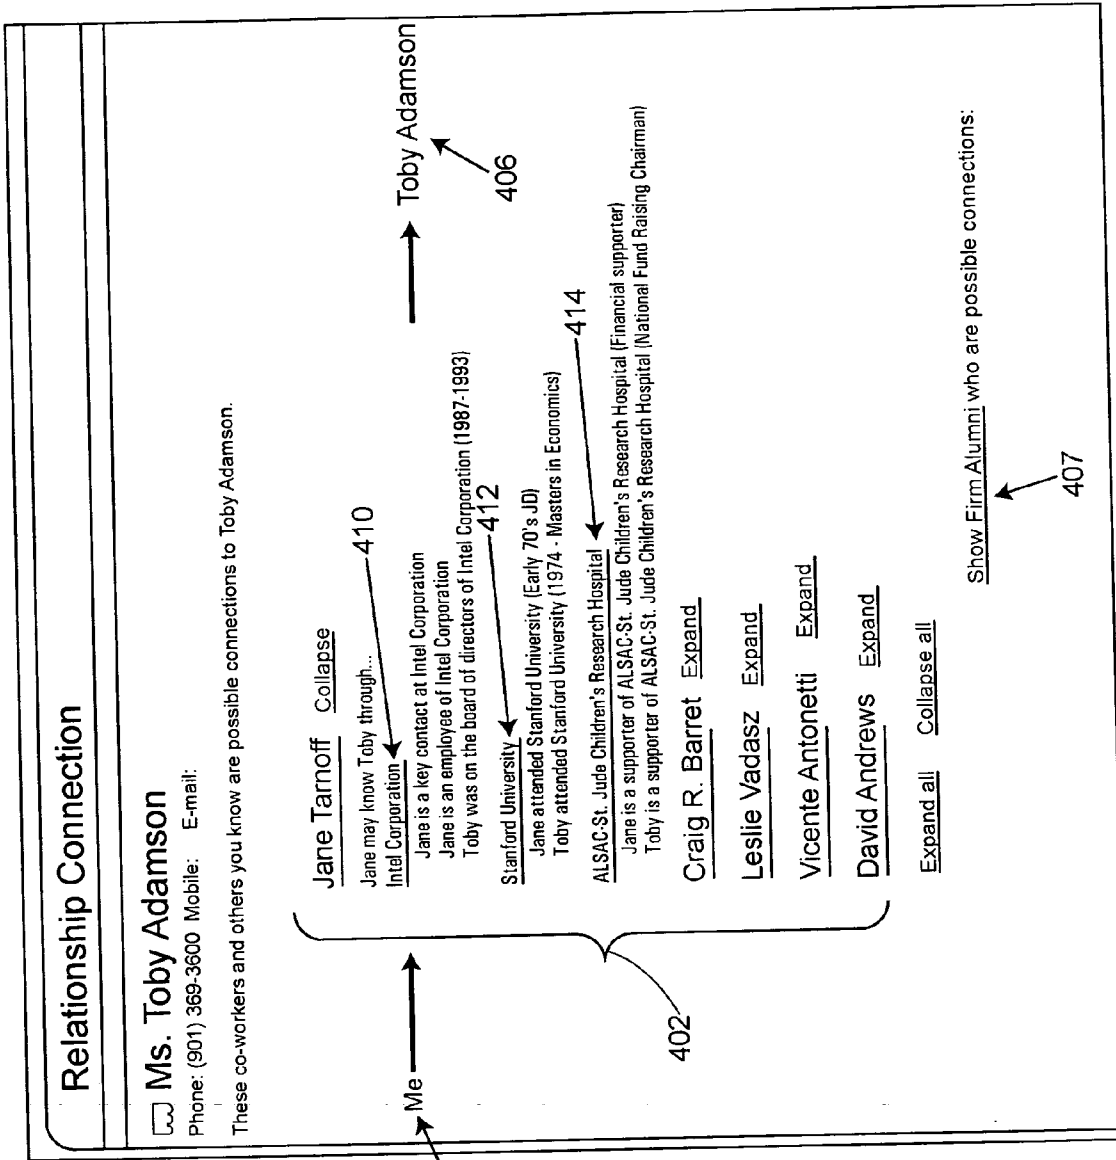 Relationship Connection
Ms. Toby Adamson
Phone: (901) 369-3600 Mobile: E-mail:
These co-workers and others you know are possible connections to Toby Adamson.
Me
402
Jane Tarnoff Collapse
Jane may know Toby through...
410
Intel Corporation
Jane is a key contact at Intel Corporation
Jane is an employee of Intel Corporation
Toby was on the board of directors of Intel Corporation (1987-1993)
412
Stanford University
Jane attended Stanford University (Early 70's JD)
Toby attended Stanford University (1974 - Masters in Economics)
414
ALSAC-St. Jude Children's Research Hospital
Jane is a supporter of ALSAC-St. Jude Children's Research Hospital (Financial supporter)
Toby is a supporter of ALSAC-St. Jude Children's Research Hospital (National Fund Raising Chairman)
Craig R. Barret Expand
Leslie Vadasz Expand
Vicente Antonetti Expand
David Andrews Expand
Expand all Collapse all
Toby Adamson
406
Show Firm Alumni who are possible connections:
407